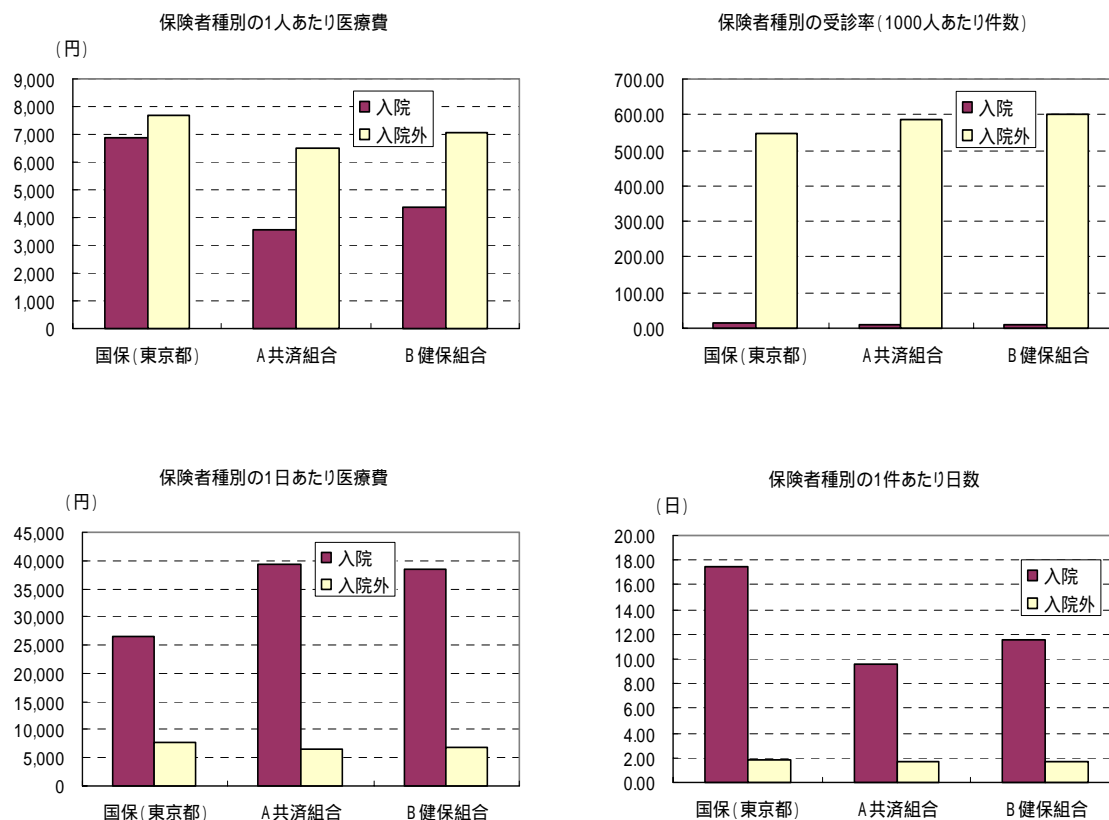 保険者種別の1人あたり医療費
(円)
9,000
8,000
7,000
6,000
5,000
4,000
3,000
2,000
1,000
0
入院
入院外
国保(東京都) A共済組合 B健保組合
保険者種別の受診率(1000人あたり件数)
700.00
600.00
500.00
400.00
300.00
200.00
100.00
0.00
入院
入院外
国保(東京都) A共済組合 B健保組合
保険者種別の1日あたり医療費
(円)
45,000
40,000
35,000
30,000
25,000
20,000
15,000
10,000
5,000
0
入院
入院外
国保(東京都) A共済組合 B健保組合
保険者種別の1件あたり日数
(日)
20.00
18.00
16.00
14.00
12.00
10.00
8.00
6.00
4.00
2.00
0.00
入院
入院外
国保(東京都) A共済組合 B健保組合